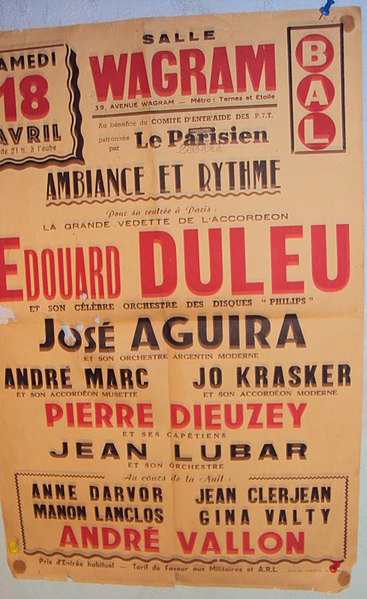 SAMEDI
18
AVRIL
de 21 h. à l'aube
SALLE
WAGRAM
39, AVENUE WAGRAM — Métro : Ternes et Etoile
Au bénéfice du COMITÉ D'ENTRAIDE DES P.T.T.
patronnée par Le Parisien
BAL
AMBIANCE ET RYTHME
Pour sa rentrée à Paris :
LA GRANDE VEDETTE DE L'ACCORDEON
EDOUARD DULEU
ET SON CÉLÈBRE ORCHESTRE DES DISQUES "PHILIPS"
JOSÉ AGUIRA
ET SON ORCHESTRE ARGENTIN MODERNE
ANDRÉ MARC JO KRASKER
ET SON ACCORDÉON MUSETTE ET SON ACCORDÉON MODERNE
PIERRE DIEUZEY
ET SES CAPÉTIENS
JEAN LUBAR
ET SON ORCHESTRE
Au cours de la Nuit :
ANNE DARVOR JEAN CLERJEAN
MANON LANCLOS GINA VALTY
ANDRÉ VALLON
Prix d'Entrée habituel — Tarif de Faveur aux Militaires et A.R.L.